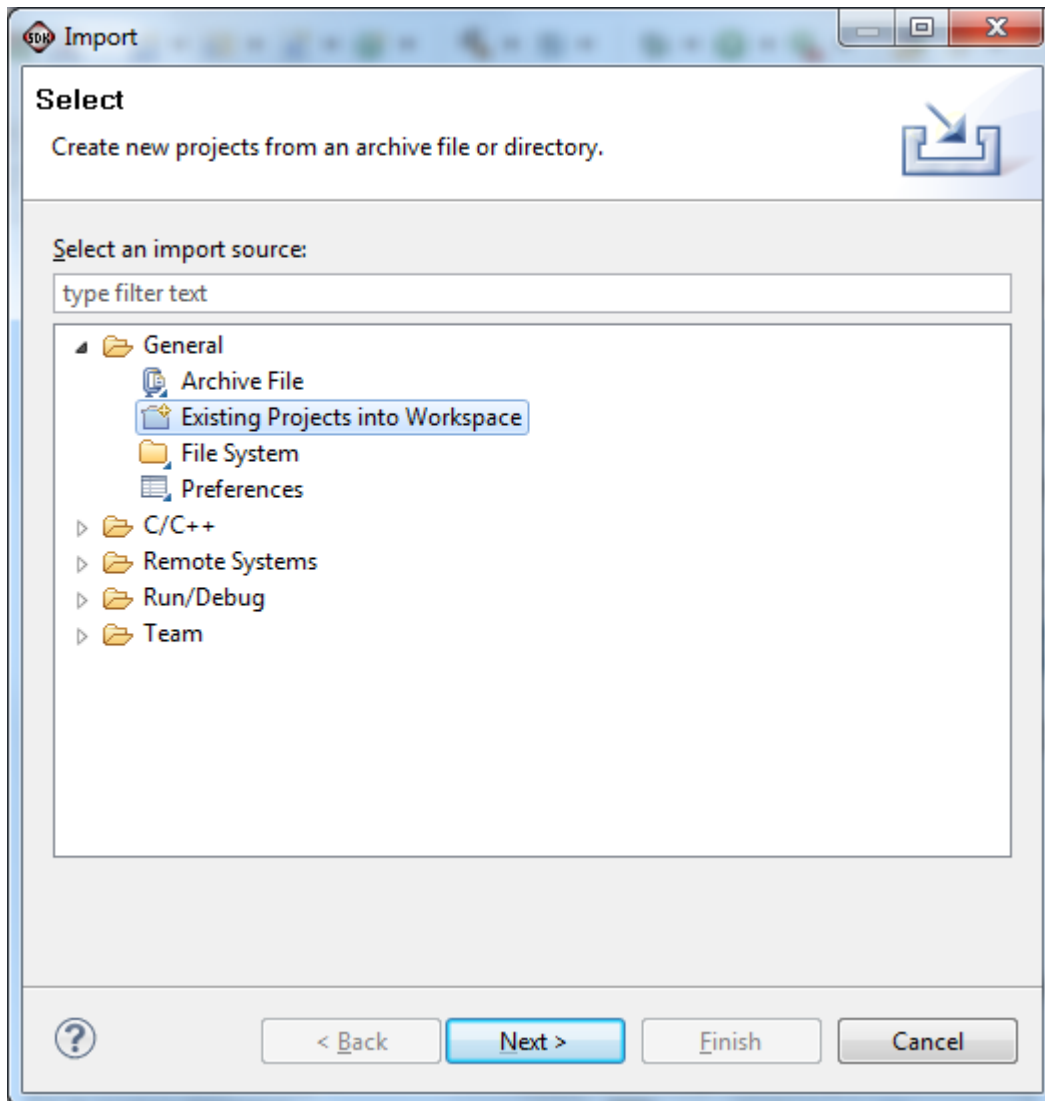 SDK Import
Select
Create new projects from an archive file or directory.
Select an import source:
type filter text
General
Archive File
Existing Projects into Workspace
File System
Preferences
C/C++
Remote Systems
Run/Debug
Team
? < Back Next > Finish Cancel